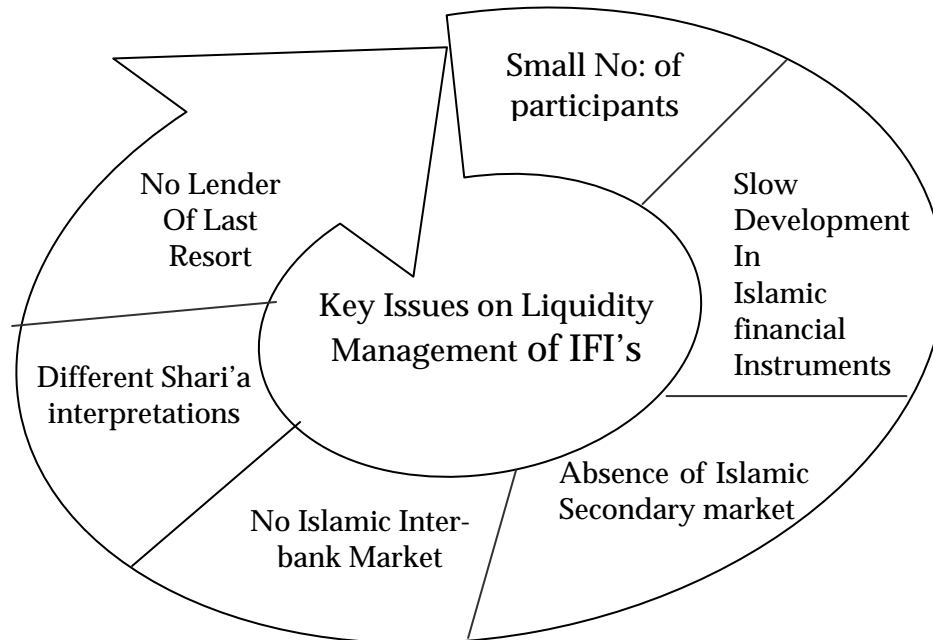 Small No: of
participants
Slow
Development
In
Islamic
financial
Instruments
Absence of Islamic
Secondary market
No Islamic Inter-
bank Market
Different Shari'a
interpretations
No Lender
Of Last
Resort
Key Issues on Liquidity
Management of IFI's